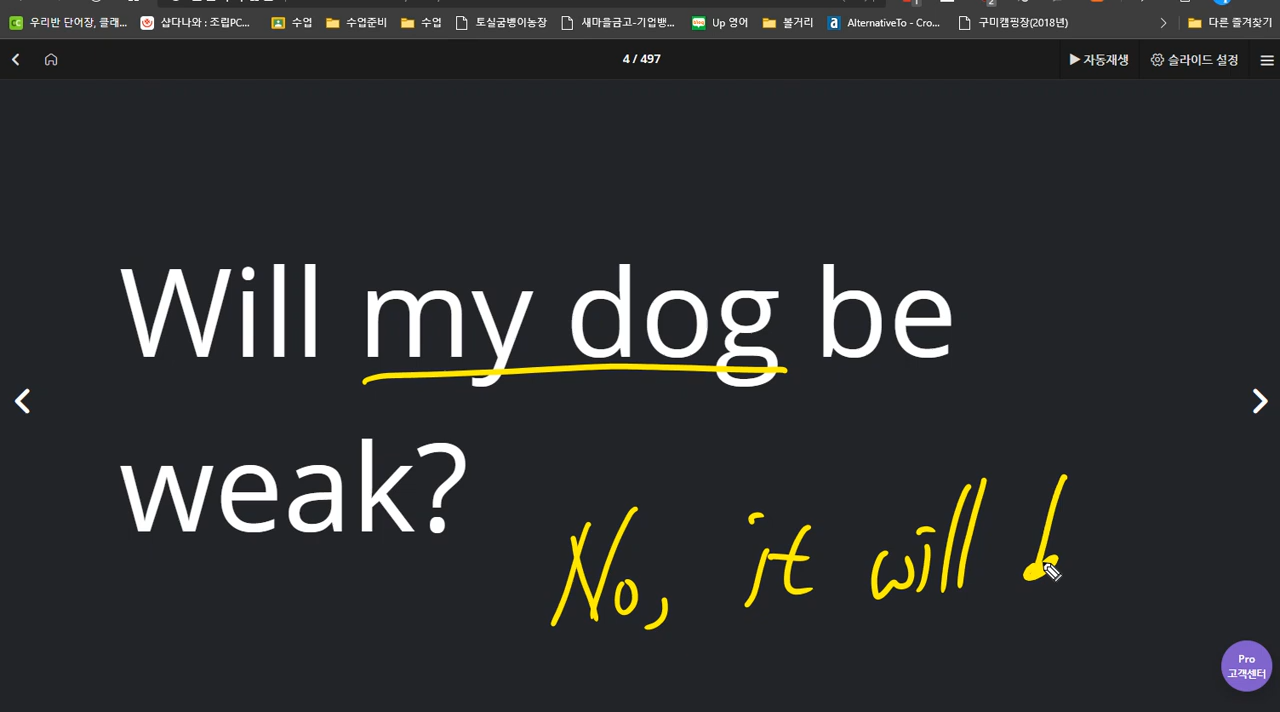 우리반 단어장, 클래...
샵다나와 : 조립PC...
수업
수업준비
수업
토실굼뱅이농장
새마을금고-기업뱅...
Up 영어
볼거리
a
AlternativeTo - Cro...
구미캠핑장(2018년)
다른 즐겨찾기
4 / 497
자동재생
슬라이드 설정
Will my dog be
weak?
No, it will
Pro
고객센터